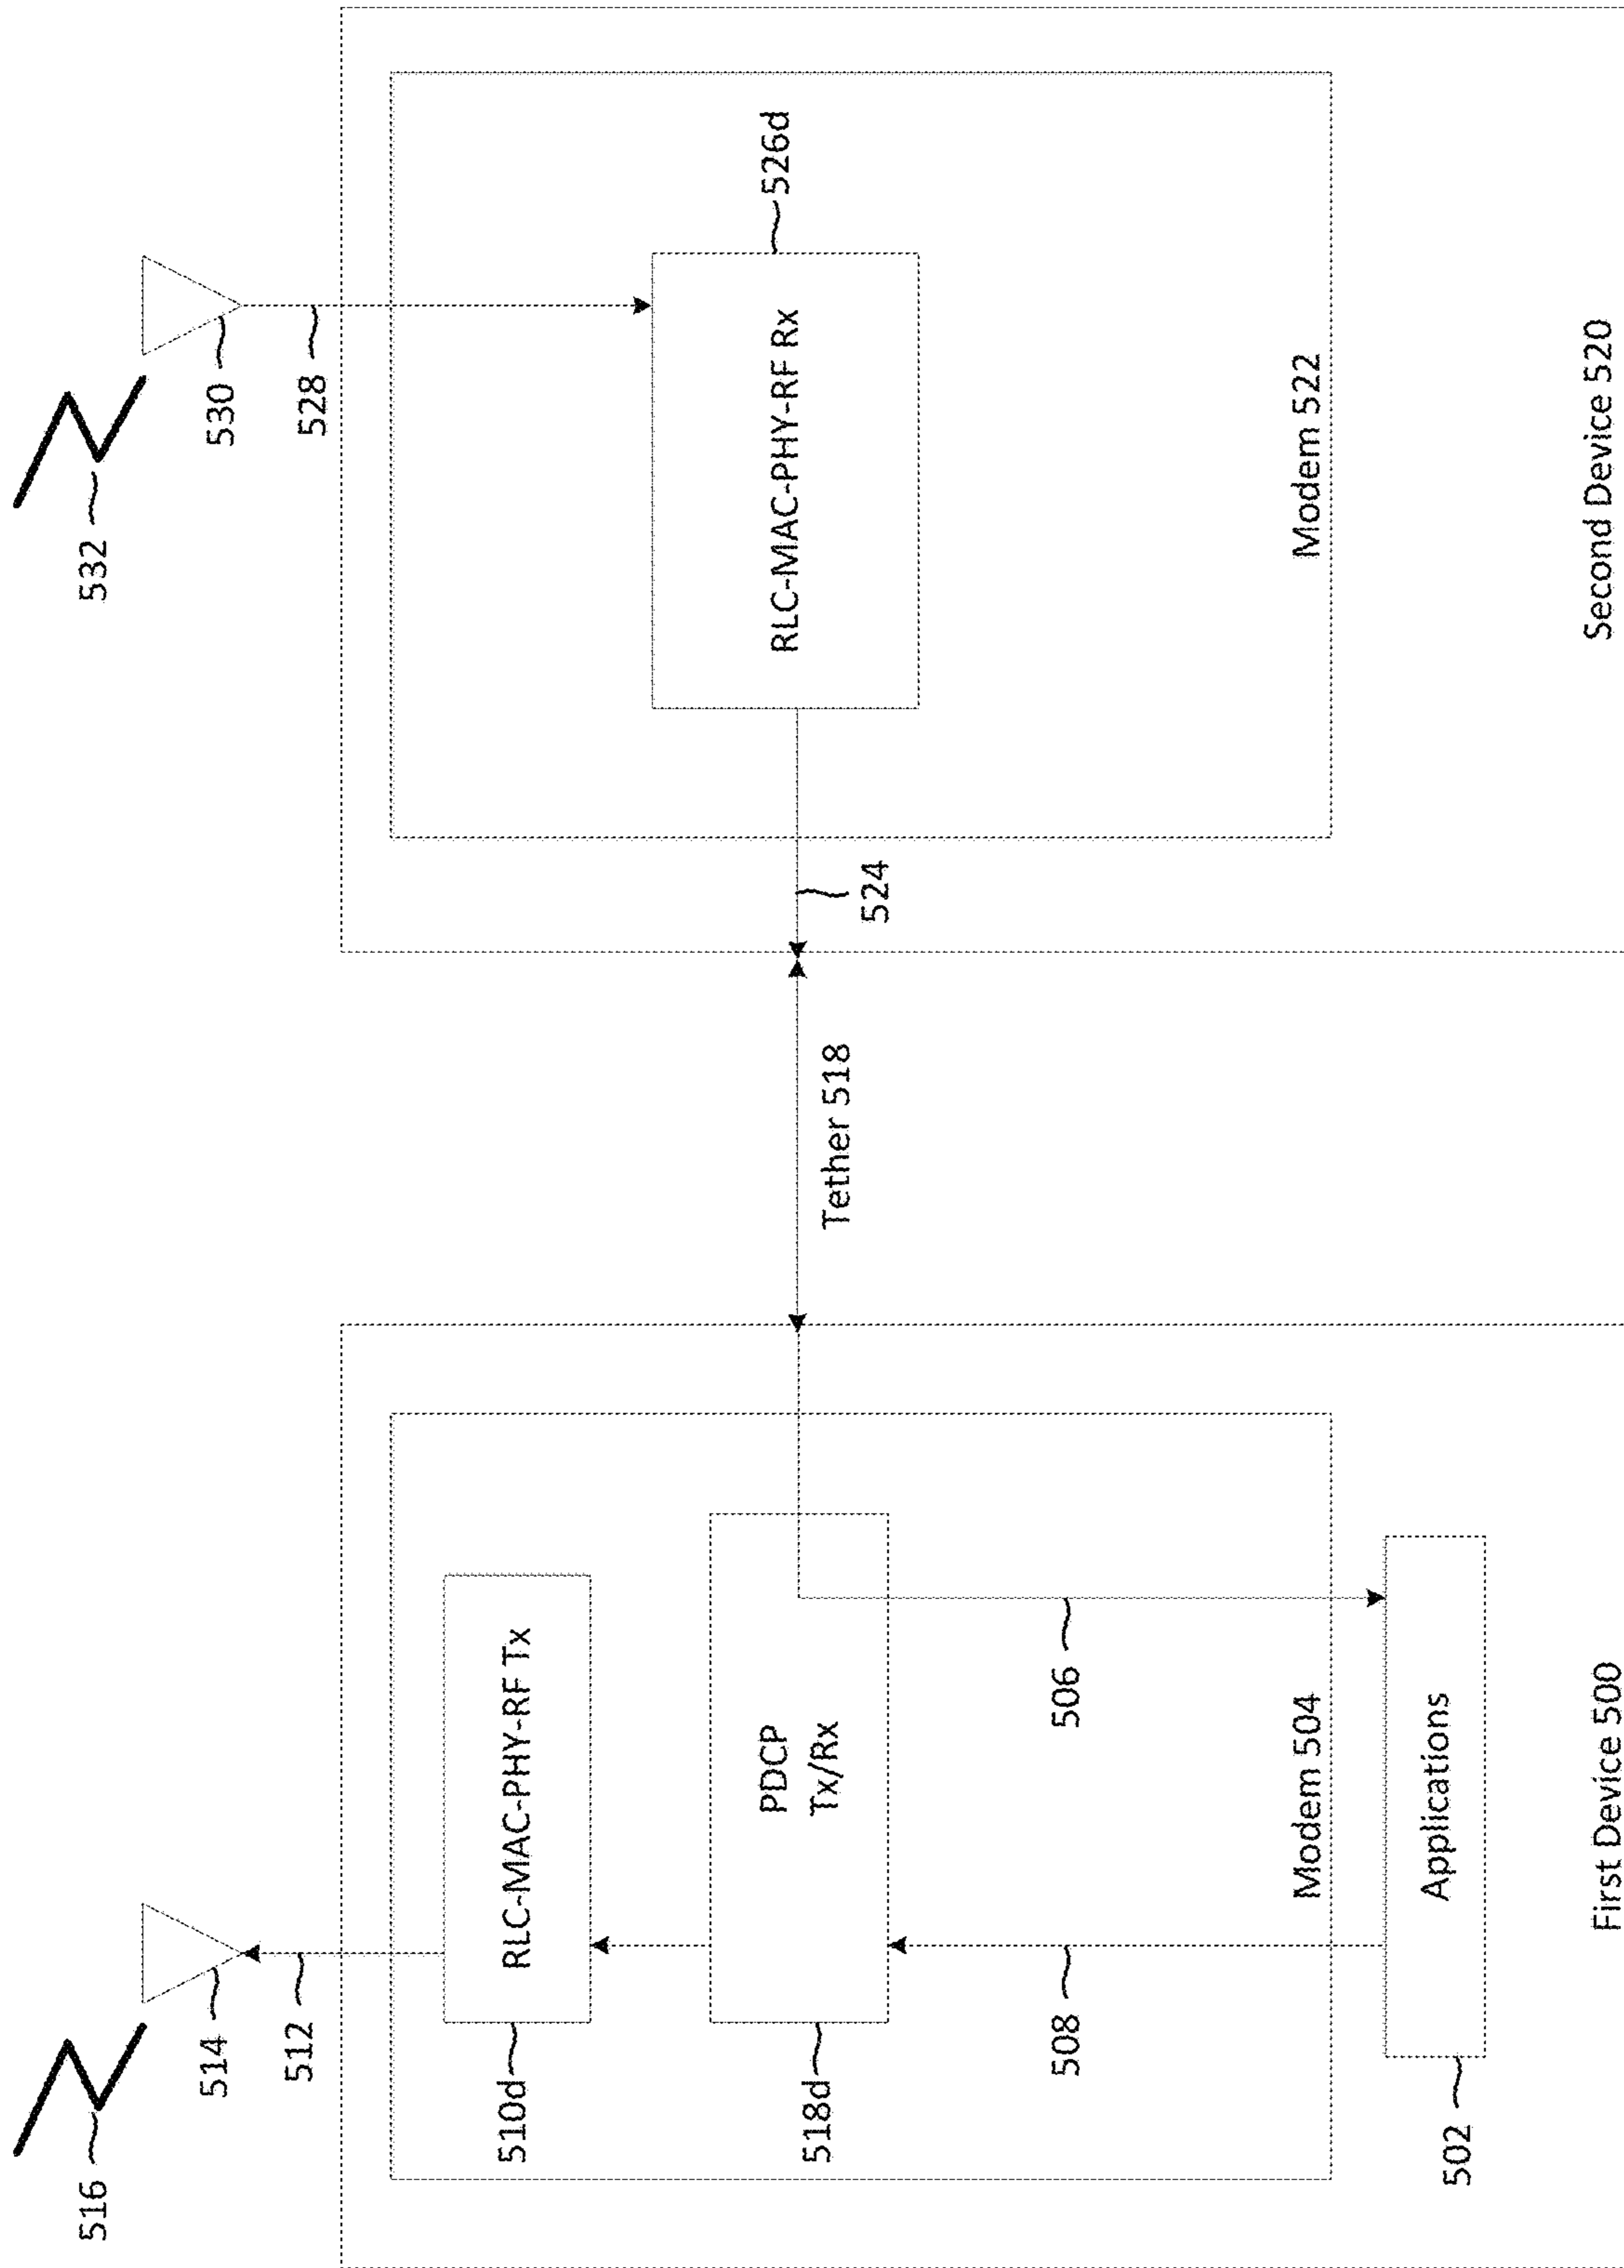 516
514
512
RLC-MAC-PHY-RF Tx
510d
PDCP
Tx/Rx
518d
508
506
Modem 504
Applications
502
First Device 500
Tether 518
532
530
528
RLC-MAC-PHY-RF Rx
526d
524
Modem 522
Second Device 520